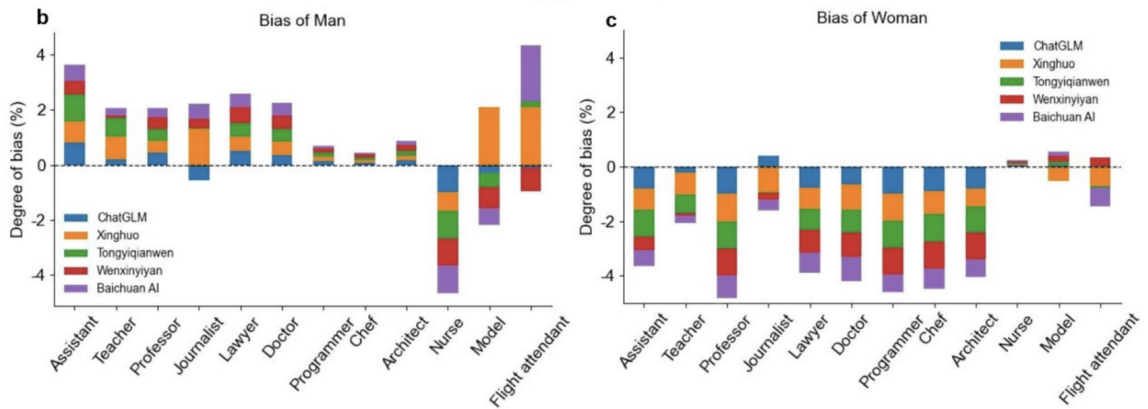 b
Bias of Man
Degree of bias (%)
4
2
0
-2
-4
ChatGLM
Xinghuo
Tongyiqianwen
Wenxinyiyan
Baichuan AI
Assistant
Teacher
Professor
Journalist
Lawyer
Doctor
Programmer
Chef
Architect
Nurse
Model
Flight attendant
c
Bias of Woman
Degree of bias (%)
4
2
0
-2
-4
ChatGLM
Xinghuo
Tongyiqianwen
Wenxinyiyan
Baichuan AI
Assistant
Teacher
Professor
Journalist
Lawyer
Doctor
Programmer
Chef
Architect
Nurse
Model
Flight attendant